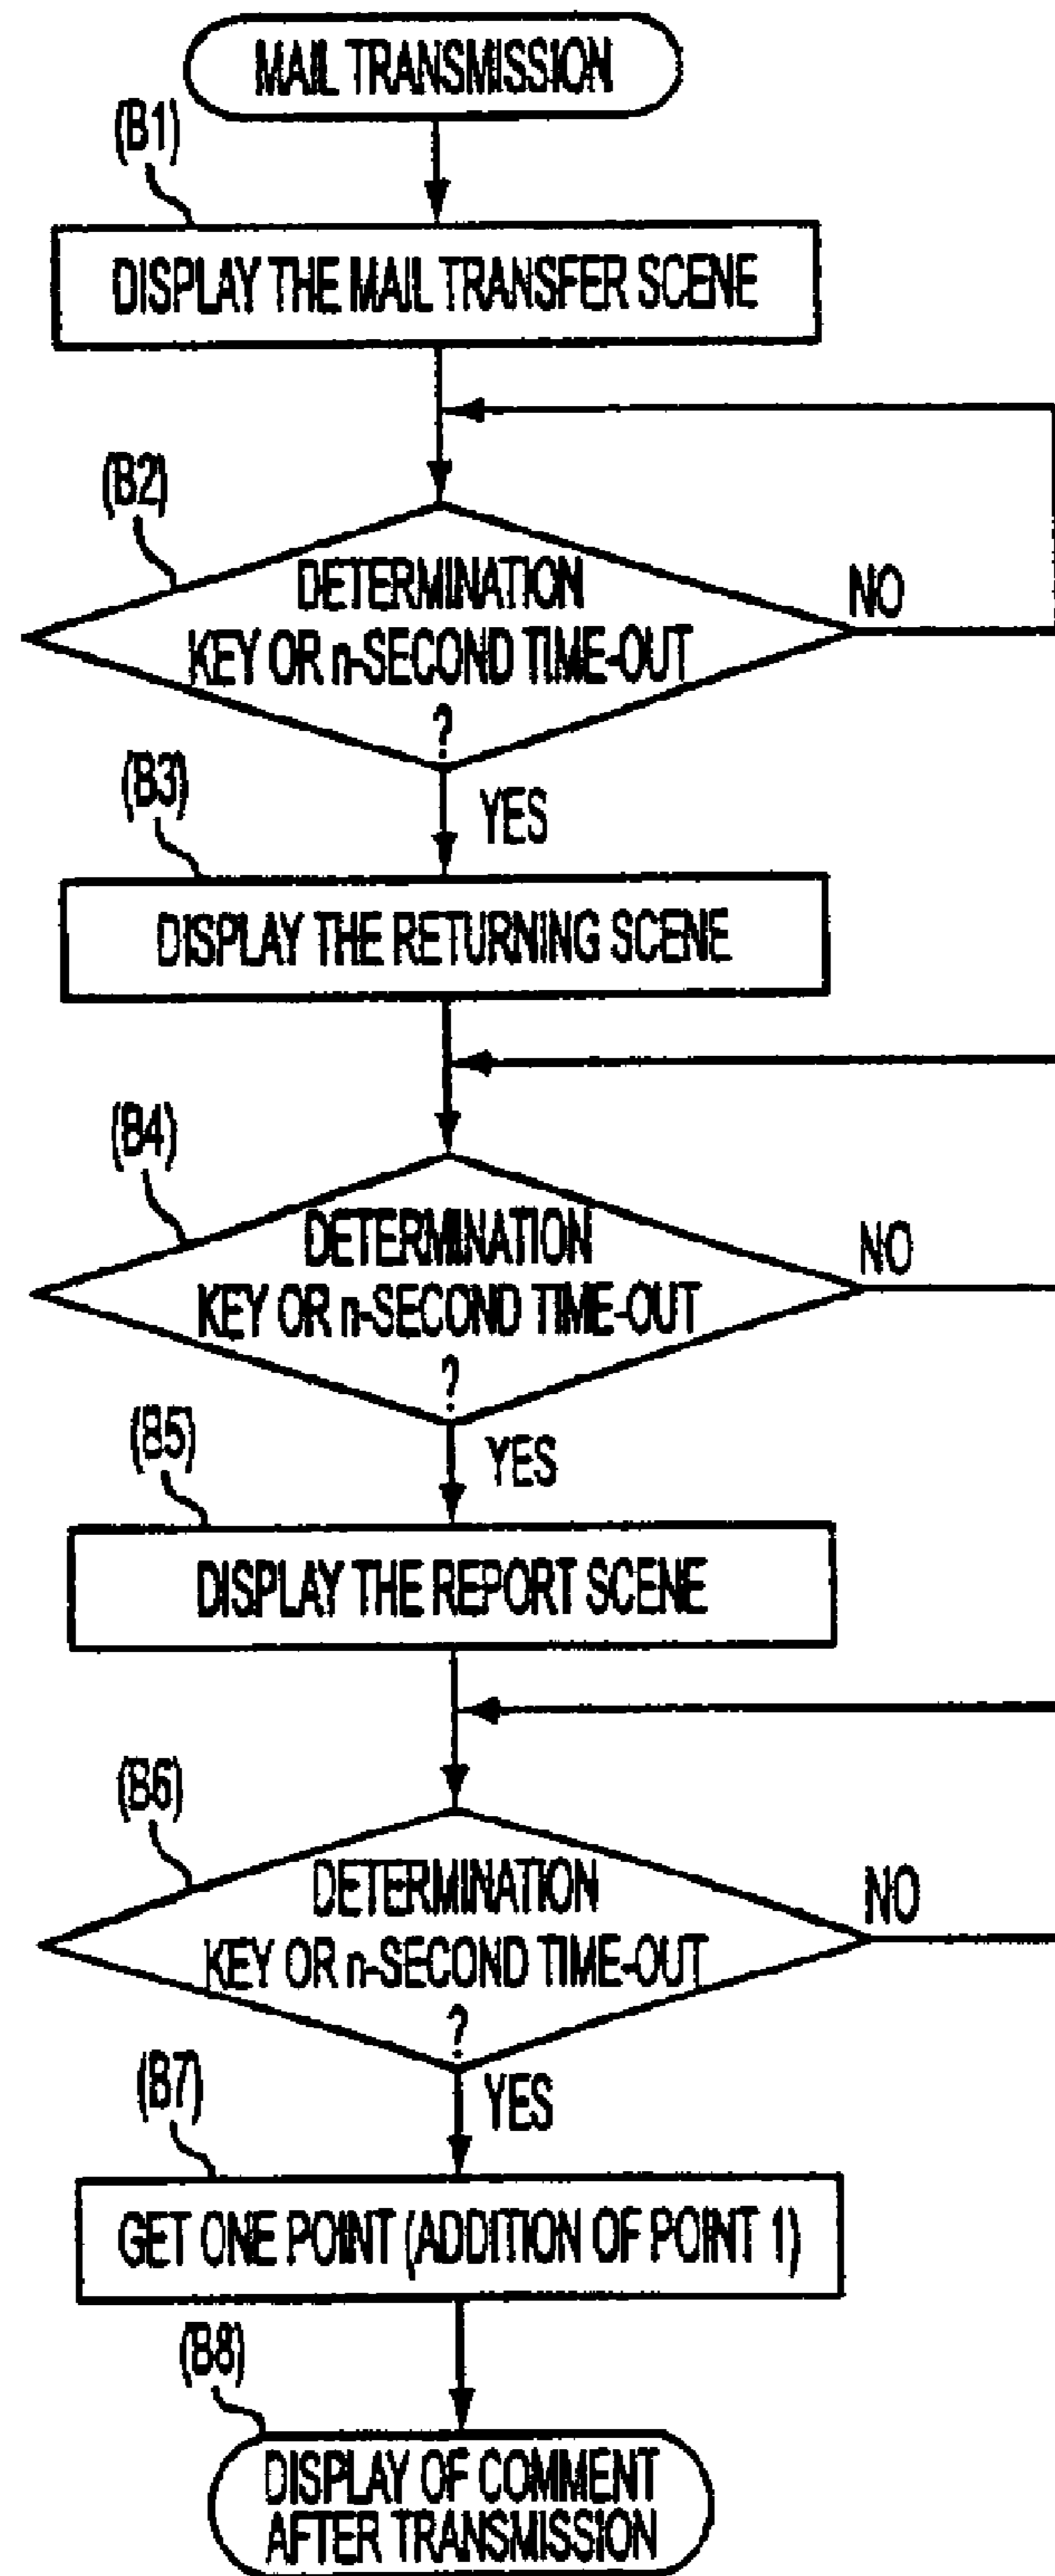 MAIL TRANSMISSION
(B1)
DISPLAY THE MAIL TRANSFER SCENE
(B2)
DETERMINATION
KEY OR n-SECOND TIME-OUT
?
NO
YES
(B3)
DISPLAY THE RETURNING SCENE
(B4)
DETERMINATION
KEY OR n-SECOND TIME-OUT
?
NO
YES
(B5)
DISPLAY THE REPORT SCENE
(B6)
DETERMINATION
KEY OR n-SECOND TIME-OUT
?
NO
YES
(B7)
GET ONE POINT (ADDITION OF POINT 1)
(B8)
DISPLAY OF COMMENT
AFTER TRANSMISSION